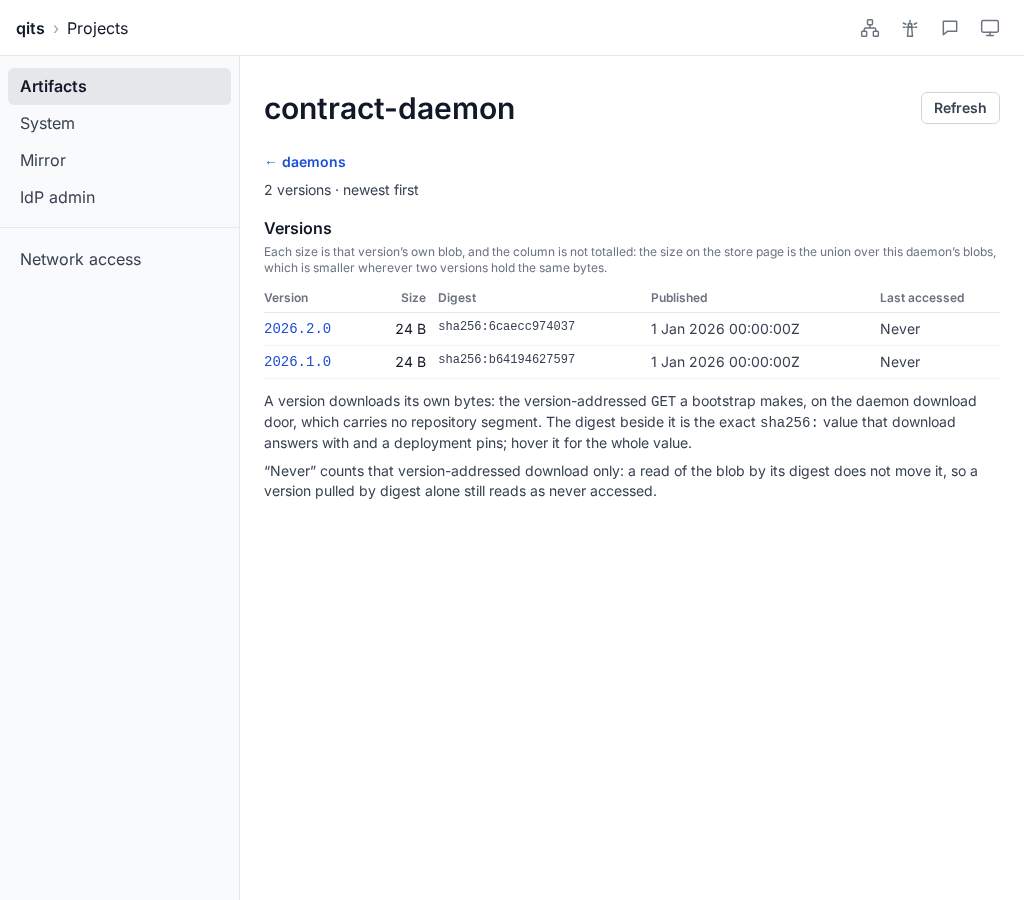 qits › Projects
Artifacts
System
Mirror
IdP admin
Network access
contract-daemon
Refresh
← daemons
2 versions · newest first
Versions
Each size is that version’s own blob, and the column is not totalled: the size on the store page is the union over this daemon’s blobs,
which is smaller wherever two versions hold the same bytes.
Version Size Digest Published Last accessed
2026.2.0 24 B sha256:6caecc974037 1 Jan 2026 00:00:00Z Never
2026.1.0 24 B sha256:b64194627597 1 Jan 2026 00:00:00Z Never
A version downloads its own bytes: the version-addressed GET a bootstrap makes, on the daemon download
door, which carries no repository segment. The digest beside it is the exact sha256: value that download
answers with and a deployment pins; hover it for the whole value.
“Never” counts that version-addressed download only: a read of the blob by its digest does not move it, so a
version pulled by digest alone still reads as never accessed.